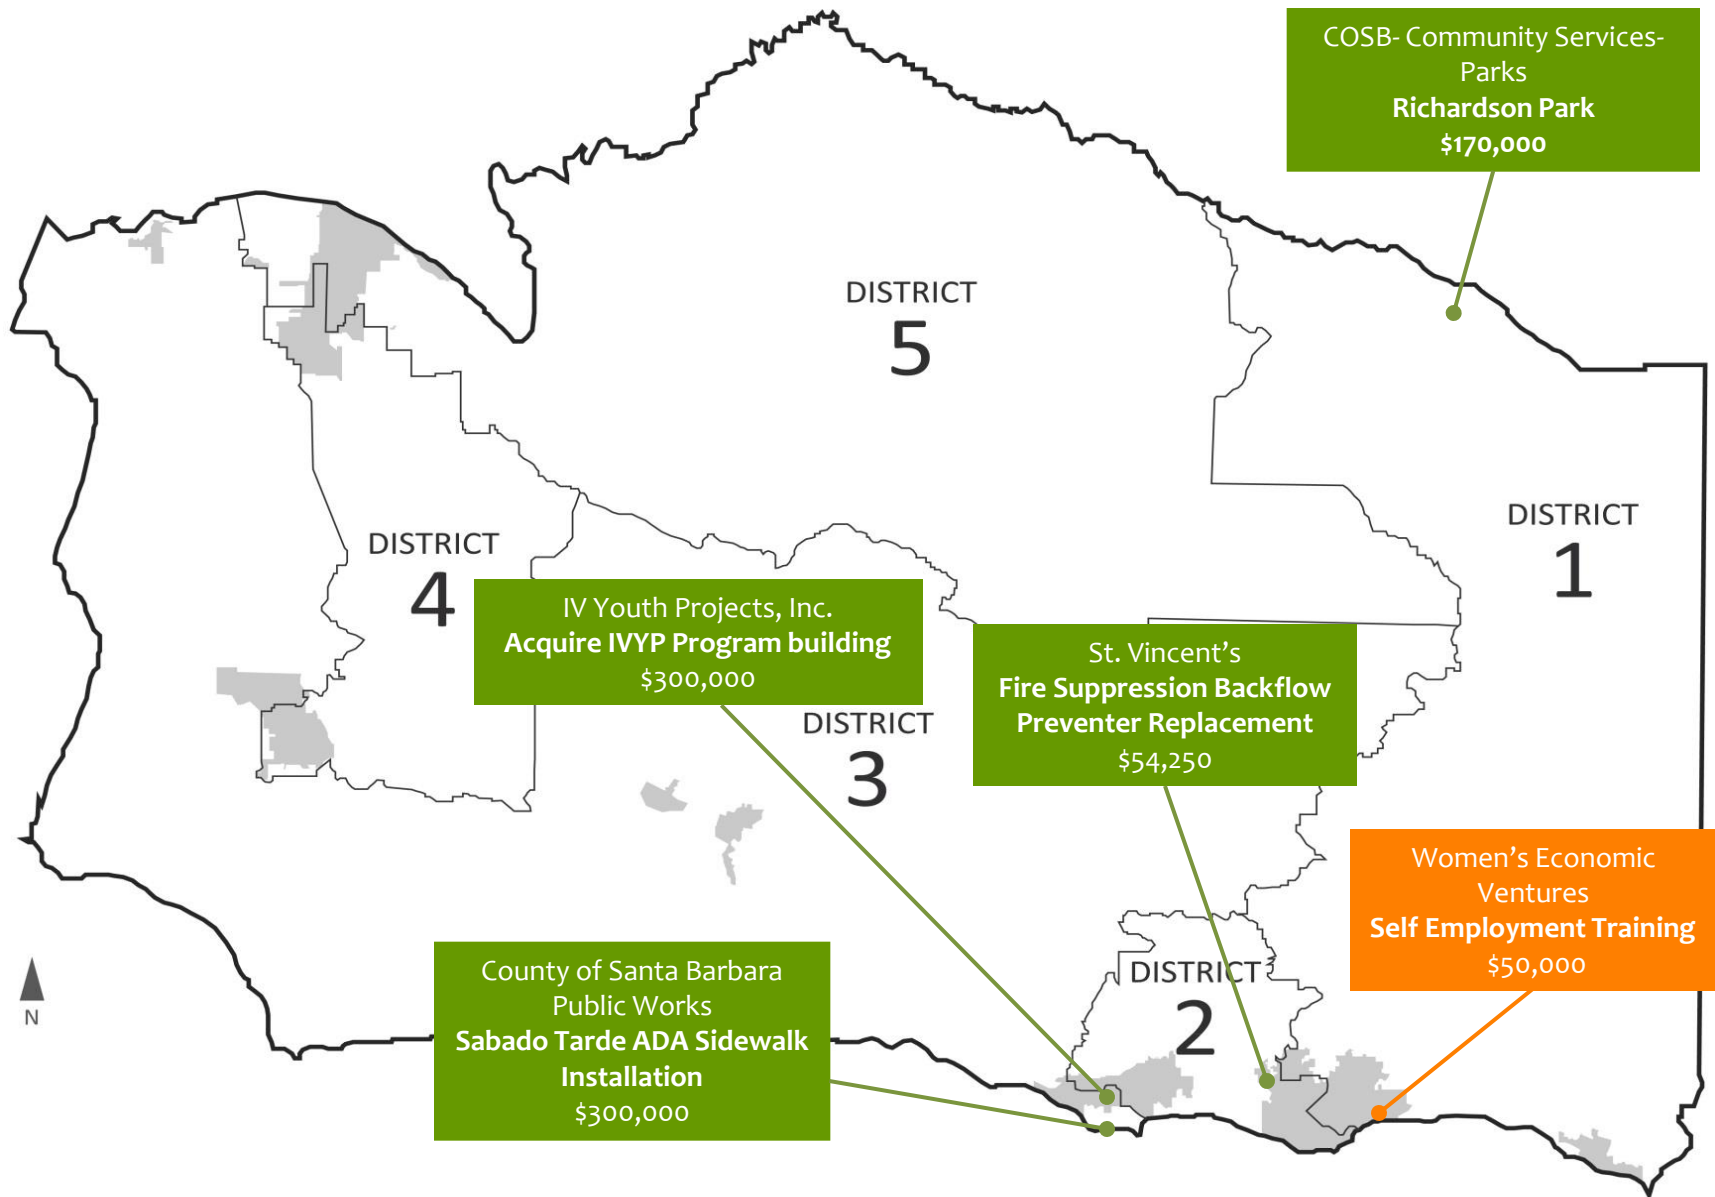 COSB- Community Services-
Parks
Richardson Park
$170,000
DISTRICT
5
DISTRICT
1
DISTRICT
4
IV Youth Projects, Inc.
Acquire IVYP Program building
$300,000
St. Vincent’s
Fire Suppression Backflow
Preventer Replacement
$54,250
DISTRICT
3
Women’s Economic
Ventures
Self Employment Training
$50,000
County of Santa Barbara
Public Works
Sabado Tarde ADA Sidewalk
Installation
$300,000
DISTRICT
2
N